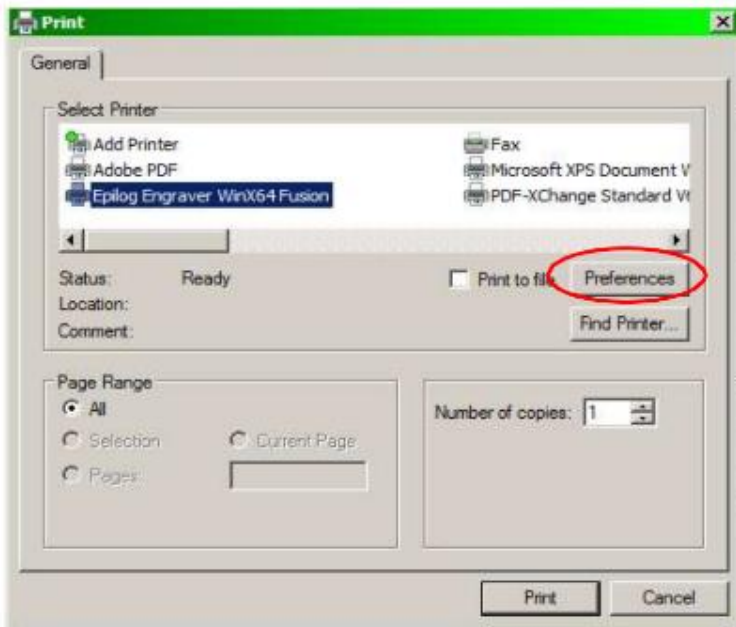 Print
General
Select Printer
Add Printer
Fax
Adobe PDF
Microsoft XPS Document W
Epilog Engraver WinX64 Fusion
PDF-XChange Standard
Status: Ready
Print to file
Preferences
Location:
Comment:
Find Printer...
Page Range
All
Number of copies: 1
Selection
Current Page
Pages:
Print
Cancel